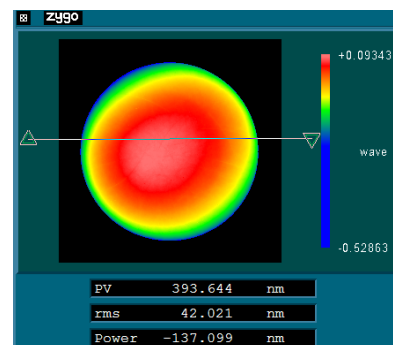 zygo
+0.09343
wave
-0.52863
PV 393.644 nm
rms 42.021 nm
Power -137.099 nm